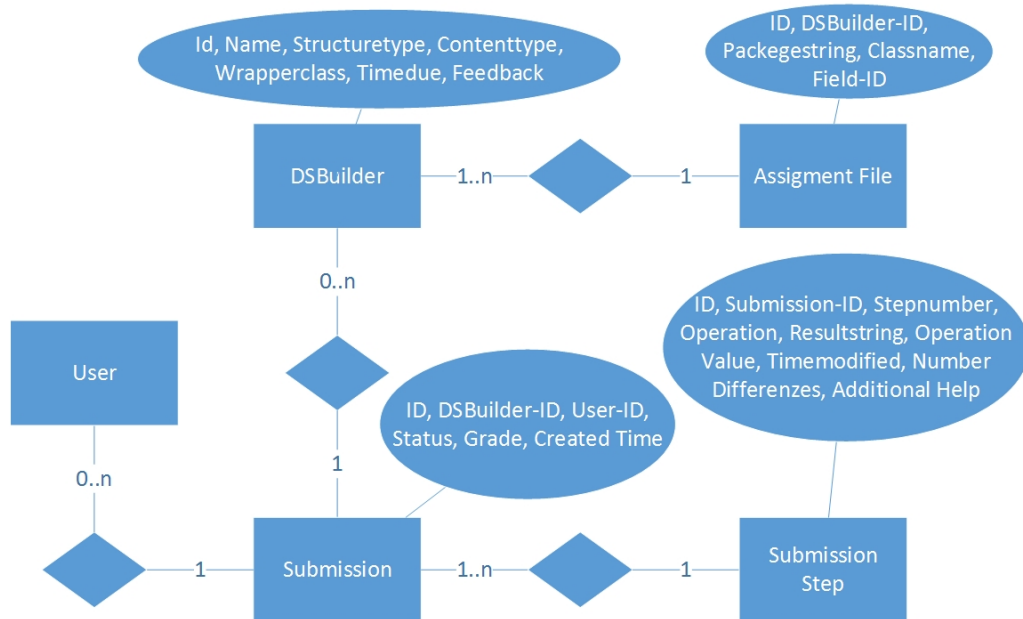 Id, Name, Structuretype, Contenttype,
Wrapperclass, Timedue, Feedback
ID, DSBuilder-ID,
Packegestring, Classname,
Field-ID
DSBuilder
1..n
1
Assigment File
0..n
ID, Submission-ID, Stepnumber,
Operation, Resultstring, Operation
Value, Timemodified, Number
Differenzes, Additional Help
User
ID, DSBuilder-ID, User-ID,
Status, Grade, Created Time
0..n
1
1
Submission
1..n
1
Submission
Step